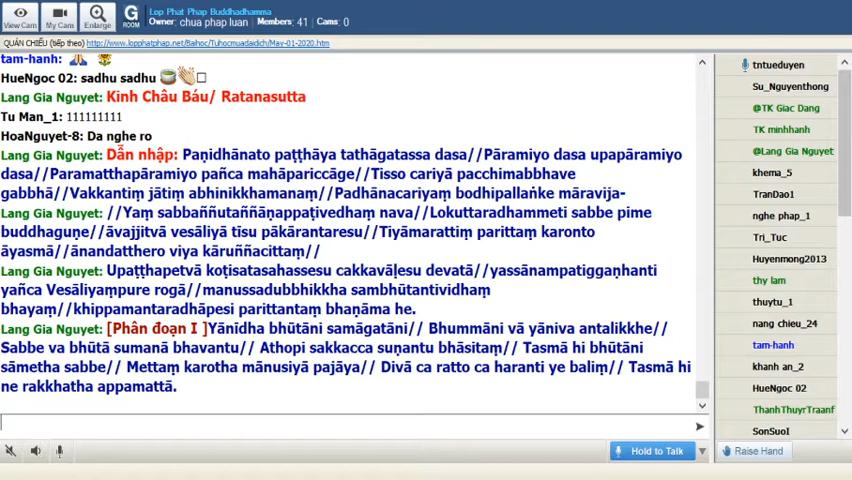 View Cam
My Cam
Enlarge
G
ROOM
Lop Phat Phap Buddhadhamma
Owner: chua phap luan Members: 41 Cams: 0
QUÁN CHIẾU (tiếp theo) http://www.lopphatphap.net/Baihoc/Tuhocmuadaidich/May-01-2020.htm
tam-hanh: 🙏 🌻
HueNgoc 02: sadhu sadhu 🍵👏□
Lang Gia Nguyet: Kinh Châu Báu/ Ratanasutta
Tu Man_1: 111111111
HoaNguyet-8: Da nghe ro
Lang Gia Nguyet: Dẫn nhập: Paṇidhānato paṭṭhāya tathāgatassa dasa//Pāramiyo dasa upapāramiyo
dasa//Paramatthapāramiyo pañca mahāpariccāge//Tisso cariyā pacchimabbhave
gabbhā//Vakkantiṃ jātiṃ abhinikkhamanaṃ//Padhānacariyaṃ bodhipallaṅke māravija-
Lang Gia Nguyet: //Yaṃ sabbaññutaññāṇappaṭivedhaṃ nava//Lokuttaradhammeti sabbe pime
buddhaguṇe//āvajjitvā vesāliyā tīsu pākārantaresu//Tiyāmarattiṃ parittaṃ karonto
āyasmā//ānandatthero viya kāruññacittaṃ//
Lang Gia Nguyet: Upaṭṭhapetvā koṭisatasahassesu cakkavāḷesu devatā//yassānampatiggaṇhanti
yañca Vesāliyaṃpure rogā//manussadubbhikkha sambhūtantividhaṃ
bhayaṃ//khippamantaradhāpesi parittantaṃ bhaṇāma he.
Lang Gia Nguyet: [Phân đoạn I ]Yānīdha bhūtāni samāgatāni// Bhummāni vā yāniva antalikkhe//
Sabbe va bhūtā sumanā bhavantu// Athopi sakkacca suṇantu bhāsitaṃ// Tasmā hi bhūtāni
sāmetha sabbe// Mettaṃ karotha mānusiyā pajāya// Divā ca ratto ca haranti ye baliṃ// Tasmā hi
ne rakkhatha appamattā.
Hold to Talk
Raise Hand
tntueduyen
Su_Nguyenthong
@TK Giac Dang
TK minhhanh
@Lang Gia Nguyet
khema_5
TranDao1
nghe phap_1
Tri_Tuc
Huyenmong2013
thy lam
thuytu_1
nang chieu_24
tam-hanh
khanh an_2
HueNgoc 02
ThanhThuyrTraanf
SonSuoI